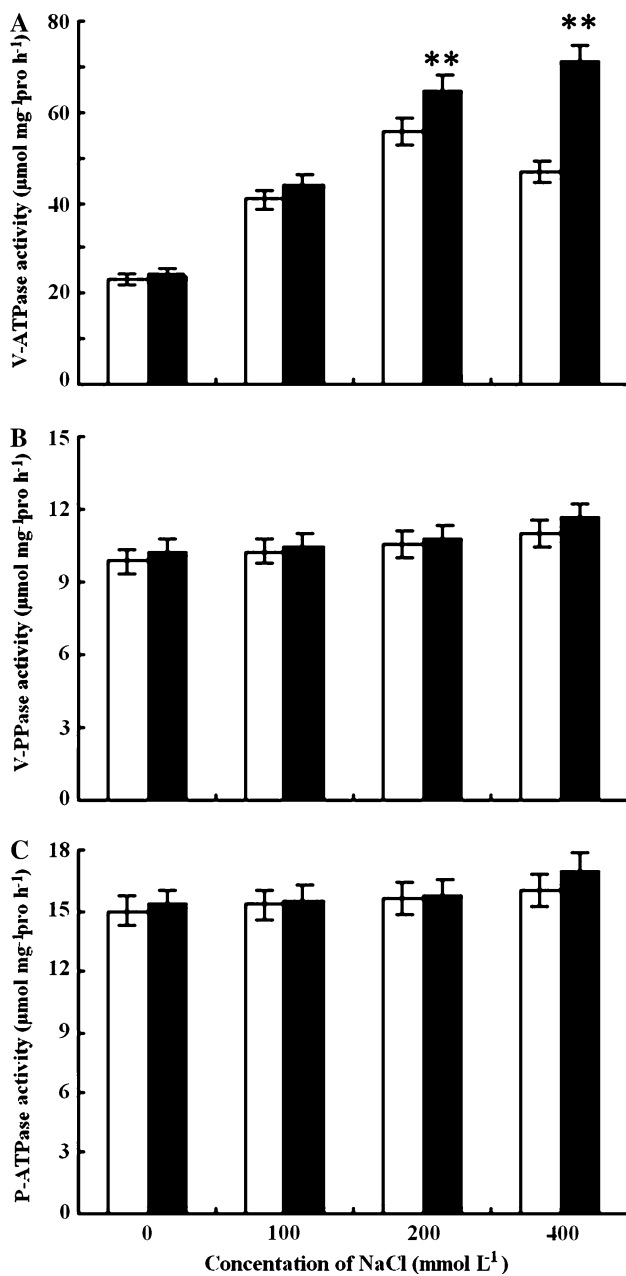 A
V-ATPase activity (μmol mg⁻¹pro h⁻¹)
80
60
40
20
0
**
**
B
V-PPase activity (μmol mg⁻¹pro h⁻¹)
15
12
9
6
3
0
C
P-ATPase activity (μmol mg⁻¹pro h⁻¹)
18
15
12
9
6
3
0
0 100 200 400
Concentation of NaCl (mmol L⁻¹)